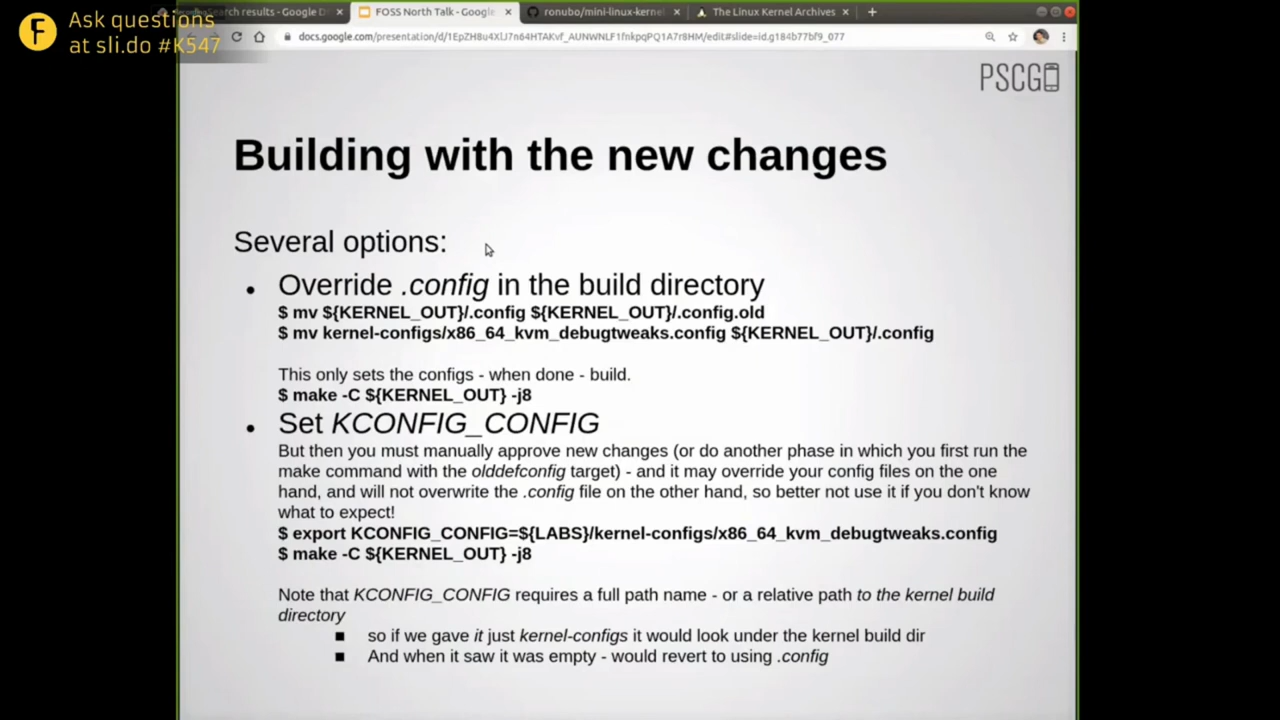 F
Ask questions
at sli.do #K547
Search results - Google D
FOSS North Talk - Google
ronubo/mini-linux-kernel
The Linux Kernel Archives
docs.google.com/presentation/d/1EpZH8u4XLJ7n64HTAKvf_AUNWNLF1fnkpqPQ1A7r8HM/edit#slide=id.g184b77bf9_077
PSCG
Building with the new changes
Several options:
• Override .config in the build directory
$ mv ${KERNEL_OUT}/.config ${KERNEL_OUT}/.config.old
$ mv kernel-configs/x86_64_kvm_debugtweaks.config ${KERNEL_OUT}/.config
This only sets the configs - when done - build.
$ make -C ${KERNEL_OUT} -j8
• Set KCONFIG_CONFIG
But then you must manually approve new changes (or do another phase in which you first run the
make command with the olddefconfig target) - and it may override your config files on the one
hand, and will not overwrite the .config file on the other hand, so better not use it if you don't know
what to expect!
$ export KCONFIG_CONFIG=${LABS}/kernel-configs/x86_64_kvm_debugtweaks.config
$ make -C ${KERNEL_OUT} -j8
Note that KCONFIG_CONFIG requires a full path name - or a relative path to the kernel build
directory
■ so if we gave it just kernel-configs it would look under the kernel build dir
■ And when it saw it was empty - would revert to using .config